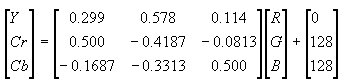 [Y Cr Cb] = [0.299 0.578 0.114; 0.500 - 0.4187 - 0.0813; - 0.1687 - 0.3313 0.500] [R G B] + [0 128 128]